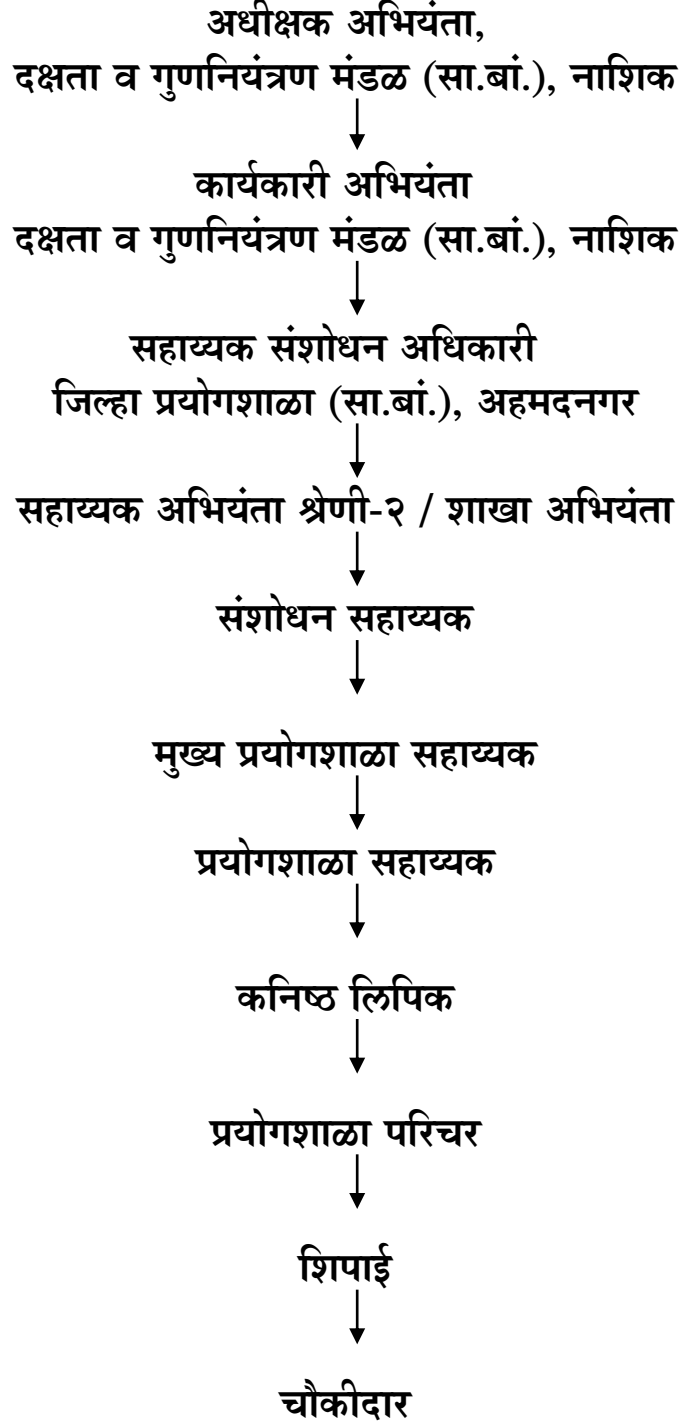 अधीक्षक अभियंता,
दक्षता व गुणनियंत्रण मंडळ (सा.बां.), नाशिक
कार्यकारी अभियंता
दक्षता व गुणनियंत्रण मंडळ (सा.बां.), नाशिक
सहाय्यक संशोधन अधिकारी
जिल्हा प्रयोगशाळा (सा.बां.), अहमदनगर
सहाय्यक अभियंता श्रेणी-२ / शाखा अभियंता
संशोधन सहाय्यक
मुख्य प्रयोगशाळा सहाय्यक
प्रयोगशाळा सहाय्यक
कनिष्ठ लिपिक
प्रयोगशाळा परिचर
शिपाई
चौकीदार